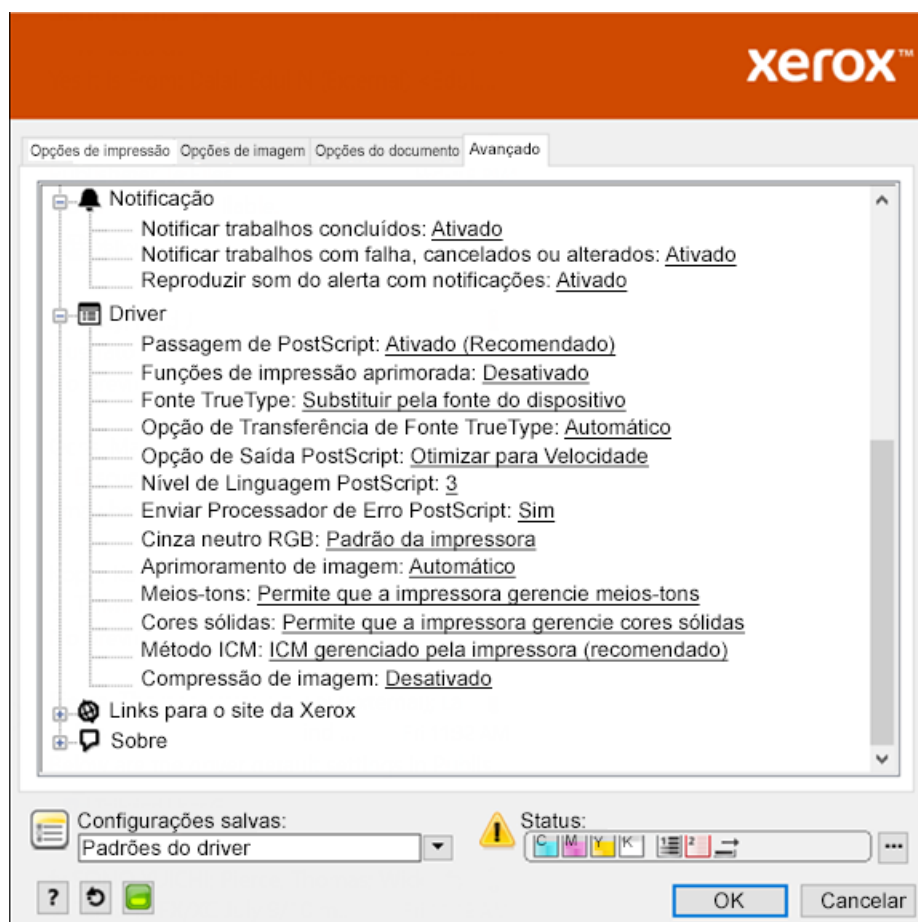 xerox™
Opções de impressão Opções de imagem Opções do documento Avançado
Notificação
Notificar trabalhos concluídos: Ativado
Notificar trabalhos com falha, cancelados ou alterados: Ativado
Reproduzir som do alerta com notificações: Ativado
Driver
Passagem de PostScript: Ativado (Recomendado)
Funções de impressão aprimorada: Desativado
Fonte TrueType: Substituir pela fonte do dispositivo
Opção de Transferência de Fonte TrueType: Automático
Opção de Saída PostScript: Otimizar para Velocidade
Nível de Linguagem PostScript: 3
Enviar Processador de Erro PostScript: Sim
Cinza neutro RGB: Padrão da impressora
Aprimoramento de imagem: Automático
Meios-tons: Permite que a impressora gerencie meios-tons
Cores sólidas: Permite que a impressora gerencie cores sólidas
Método ICM: ICM gerenciado pela impressora (recomendado)
Compressão de imagem: Desativado
Links para o site da Xerox
Sobre
Configurações salvas:
Padrões do driver
Status:
C M Y K 1 2
...
?
OK Cancelar